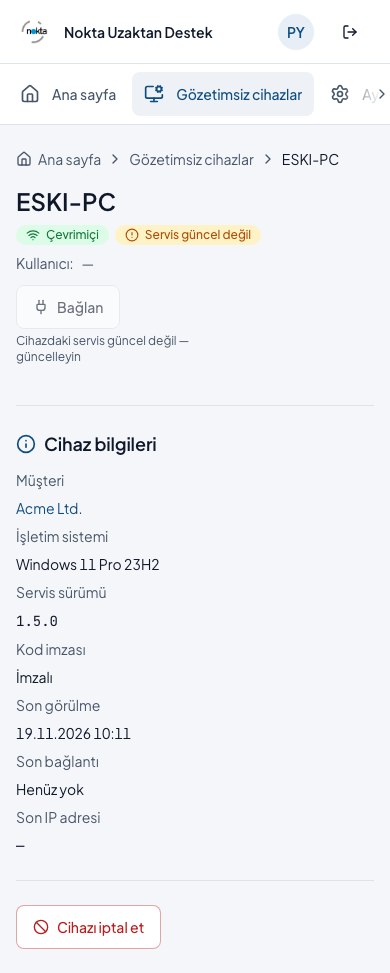 nokta Nokta Uzaktan Destek PY
Ana sayfa Gözetimsiz cihazlar Ay
Ana sayfa > Gözetimsiz cihazlar > ESKI-PC
ESKI-PC
Çevrimiçi Servis güncel değil
Kullanıcı: —
Bağlan
Cihazdaki servis güncel değil —
güncelleyin
Cihaz bilgileri
Müşteri
Acme Ltd.
İşletim sistemi
Windows 11 Pro 23H2
Servis sürümü
1.5.0
Kod imzası
İmzalı
Son görülme
19.11.2026 10:11
Son bağlantı
Henüz yok
Son IP adresi
—
Cihazı iptal et